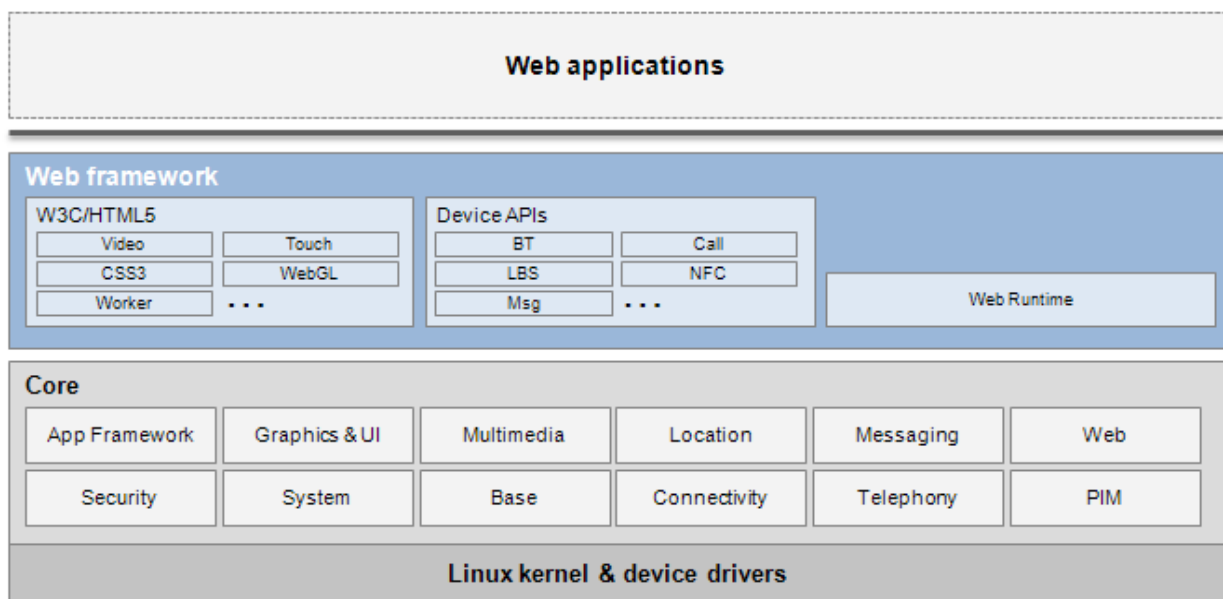 Web applications
Web framework
W3C/HTML5
Video
Touch
CSS3
WebGL
Worker
...
Device APIs
BT
Call
LBS
NFC
Msg
...
Web Runtime
Core
App Framework
Graphics & UI
Multimedia
Location
Messaging
Web
Security
System
Base
Connectivity
Telephony
PIM
Linux kernel & device drivers